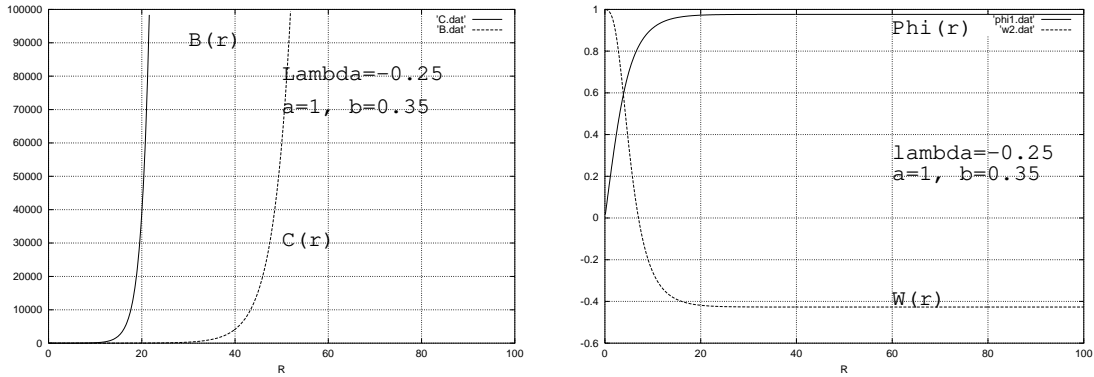 100000
90000
80000
70000
60000
50000
40000
30000
20000
10000
0
0 20 40 60 80 100
R
'C.dat'
'B.dat'
B(r)
Lambda=-0.25
a=1, b=0.35
C(r)
1
0.8
0.6
0.4
0.2
0
-0.2
-0.4
-0.6
0 20 40 60 80 100
R
'phi1.dat'
'w2.dat'
Phi(r)
lambda=-0.25
a=1, b=0.35
W(r)